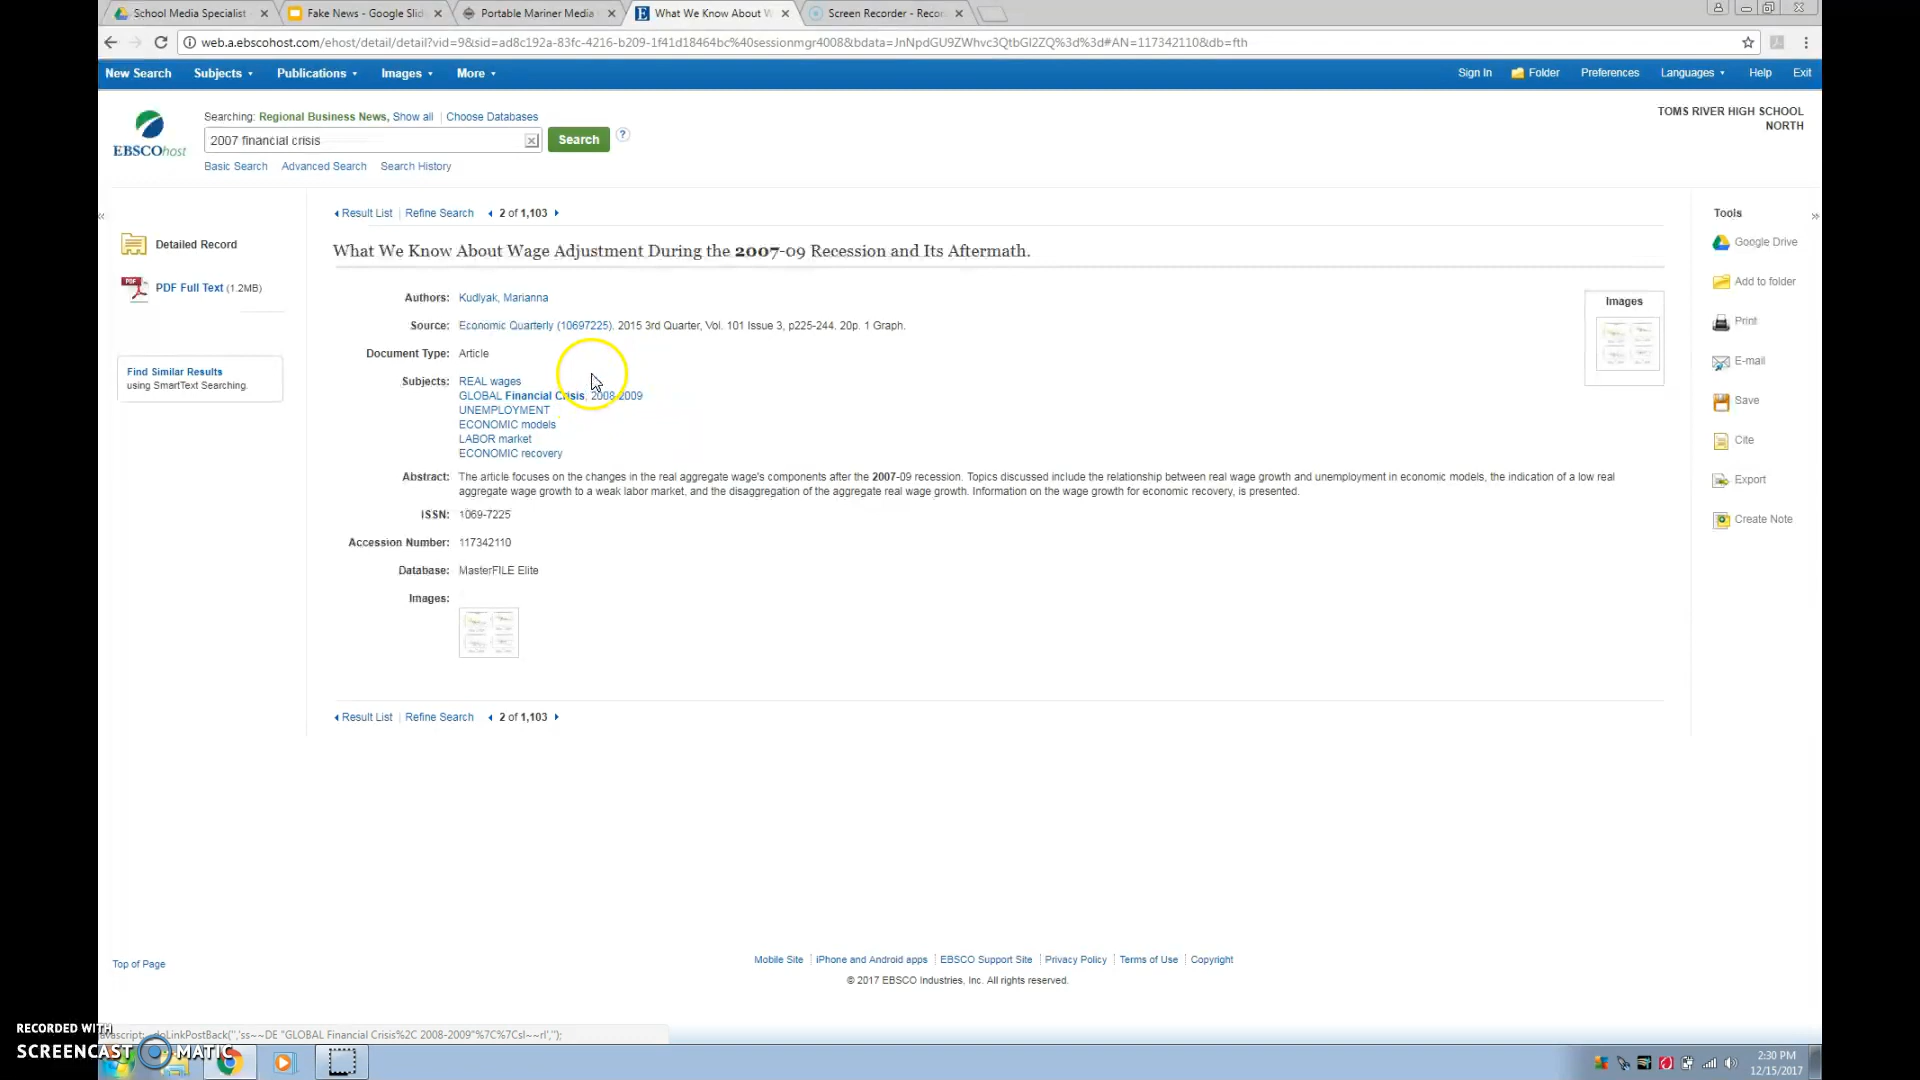 School Media Specialist
Fake News - Google Slid
Portable Mariner Media
What We Know About W
Screen Recorder - Reco
web.a.ebscohost.com/ehost/detail/detail?vid=9&sid=ad8c192a-83fc-4216-b209-1f41d18464bc%40sessionmgr4008&bdata=JnNpdGU9ZWhvc3QtbGl2ZQ%3d%3d#AN=117342110&db=fth
New Search Subjects Publications Images More Sign In Folder Preferences Languages Help Exit
Searching: Regional Business News, Show all | Choose Databases
TOMS RIVER HIGH SCHOOL
NORTH
EBSCOhost
2007 financial crisis
Search
?
Basic Search Advanced Search Search History
« Result List | Refine Search 2 of 1,103
Tools »
Detailed Record
What We Know About Wage Adjustment During the 2007-09 Recession and Its Aftermath.
Google Drive
PDF Full Text (1.2MB)
Add to folder
Authors: Kudlyak, Marianna
Images
Print
Source: Economic Quarterly (10697225). 2015 3rd Quarter, Vol. 101 Issue 3, p225-244. 20p. 1 Graph.
Document Type: Article
E-mail
Find Similar Results
using SmartText Searching.
Subjects: REAL wages
GLOBAL Financial Crisis, 2008-2009
UNEMPLOYMENT
ECONOMIC models
LABOR market
ECONOMIC recovery
Save
Cite
Abstract: The article focuses on the changes in the real aggregate wage's components after the 2007-09 recession. Topics discussed include the relationship between real wage growth and unemployment in economic models, the indication of a low real
aggregate wage growth to a weak labor market, and the disaggregation of the aggregate real wage growth. Information on the wage growth for economic recovery, is presented.
Export
ISSN: 1069-7225
Create Note
Accession Number: 117342110
Database: MasterFILE Elite
Images:
Result List | Refine Search 2 of 1,103
Top of Page
Mobile Site iPhone and Android apps EBSCO Support Site Privacy Policy Terms of Use Copyright
© 2017 EBSCO Industries, Inc. All rights reserved.
RECORDED WITH
SCREENCAST MATIC
doLinkPostBack('','ss~~DE "GLOBAL Financial Crisis%2C 2008-2009"%7C%7Csl~~rl','');
2:30 PM
12/15/2017